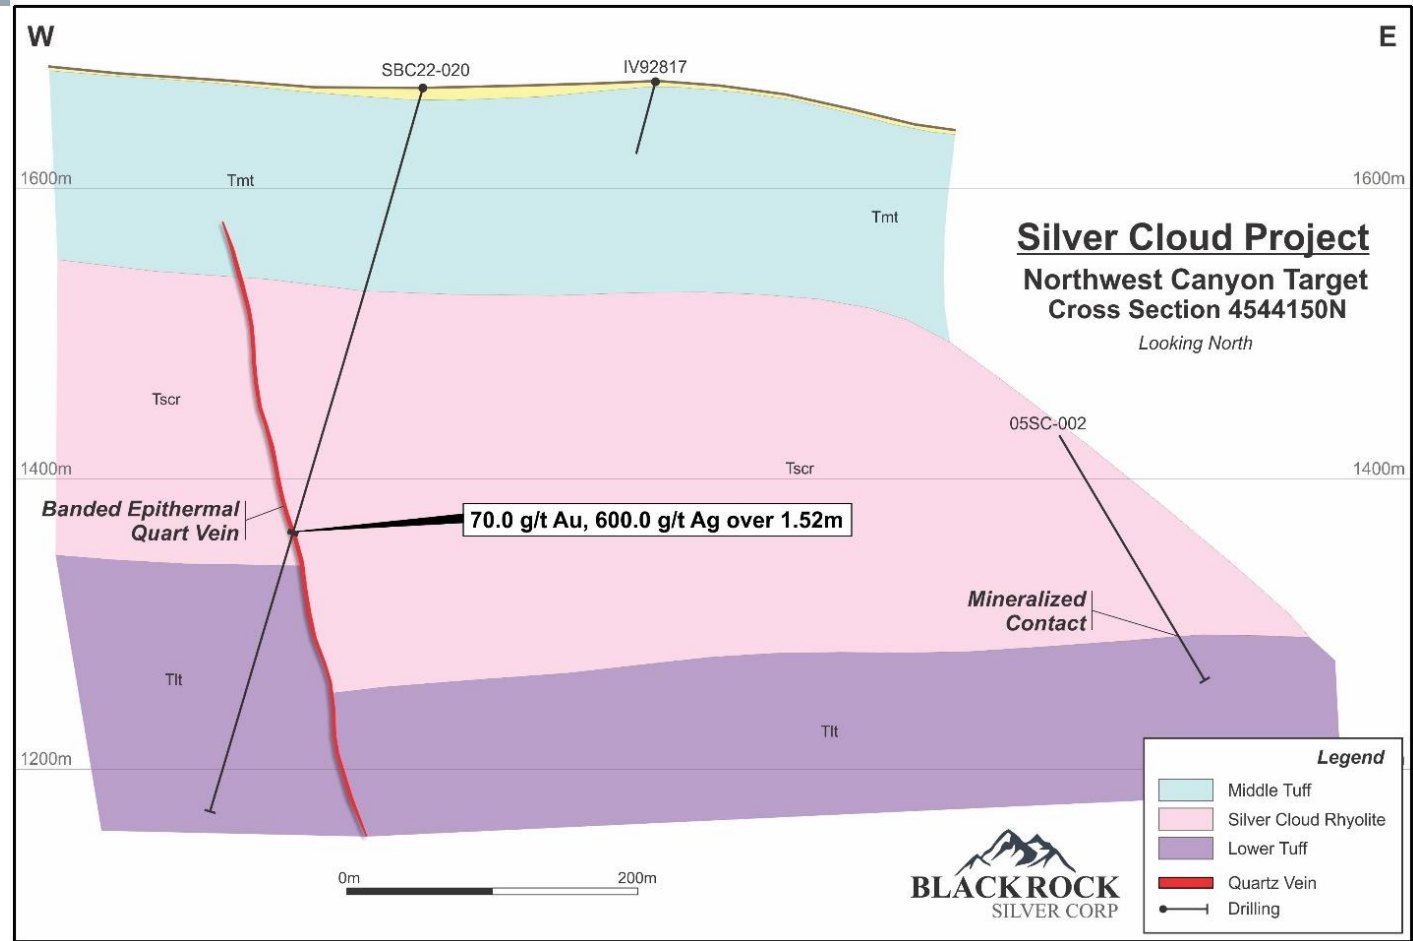 W
E
SBC22-020
IV92817
1600m
1600m
Tmt
Tmt
Silver Cloud Project
Northwest Canyon Target
Cross Section 4544150N
Looking North
Tscr
05SC-002
1400m
1400m
Tscr
Banded Epithermal
Quart Vein
70.0 g/t Au, 600.0 g/t Ag over 1.52m
Mineralized
Contact
Tlt
Tlt
1200m
Legend
Middle Tuff
Silver Cloud Rhyolite
Lower Tuff
Quartz Vein
Drilling
0m
200m
BLACKROCK
SILVER CORP